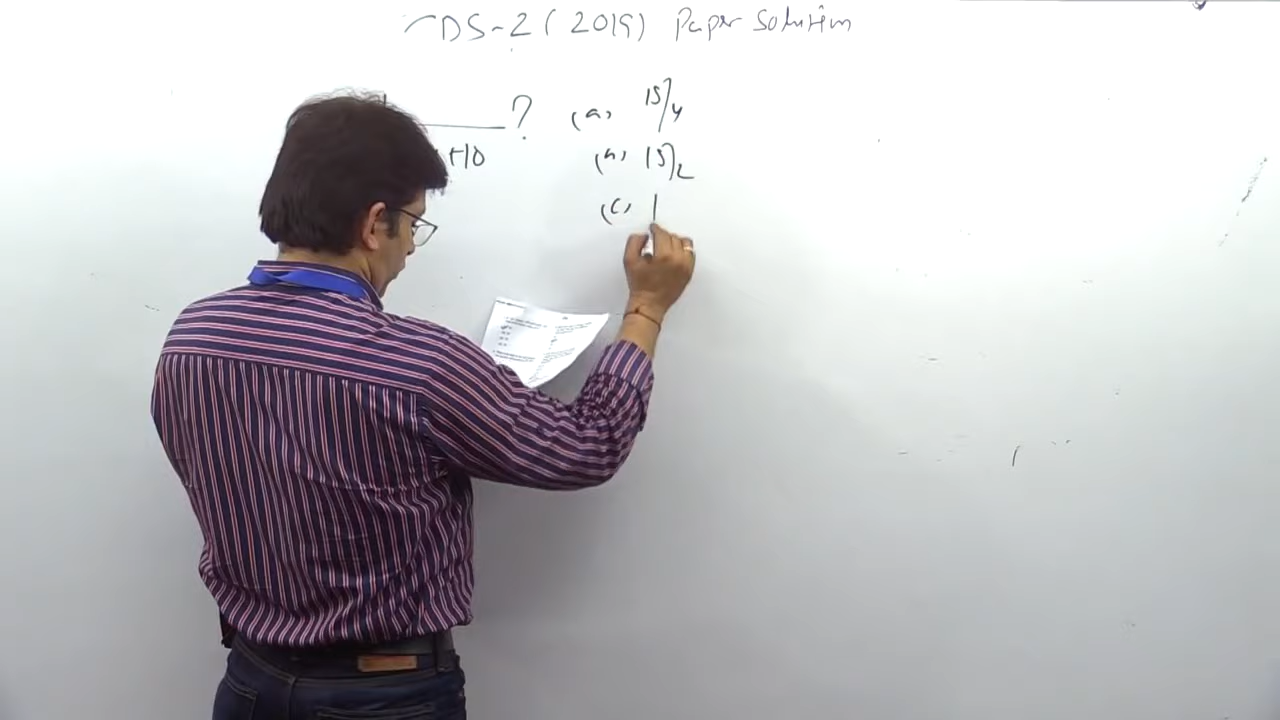 CDS-2 (2019) Paper Solution
? (a) 15/4
+10 (a) 15/2
(c) 1